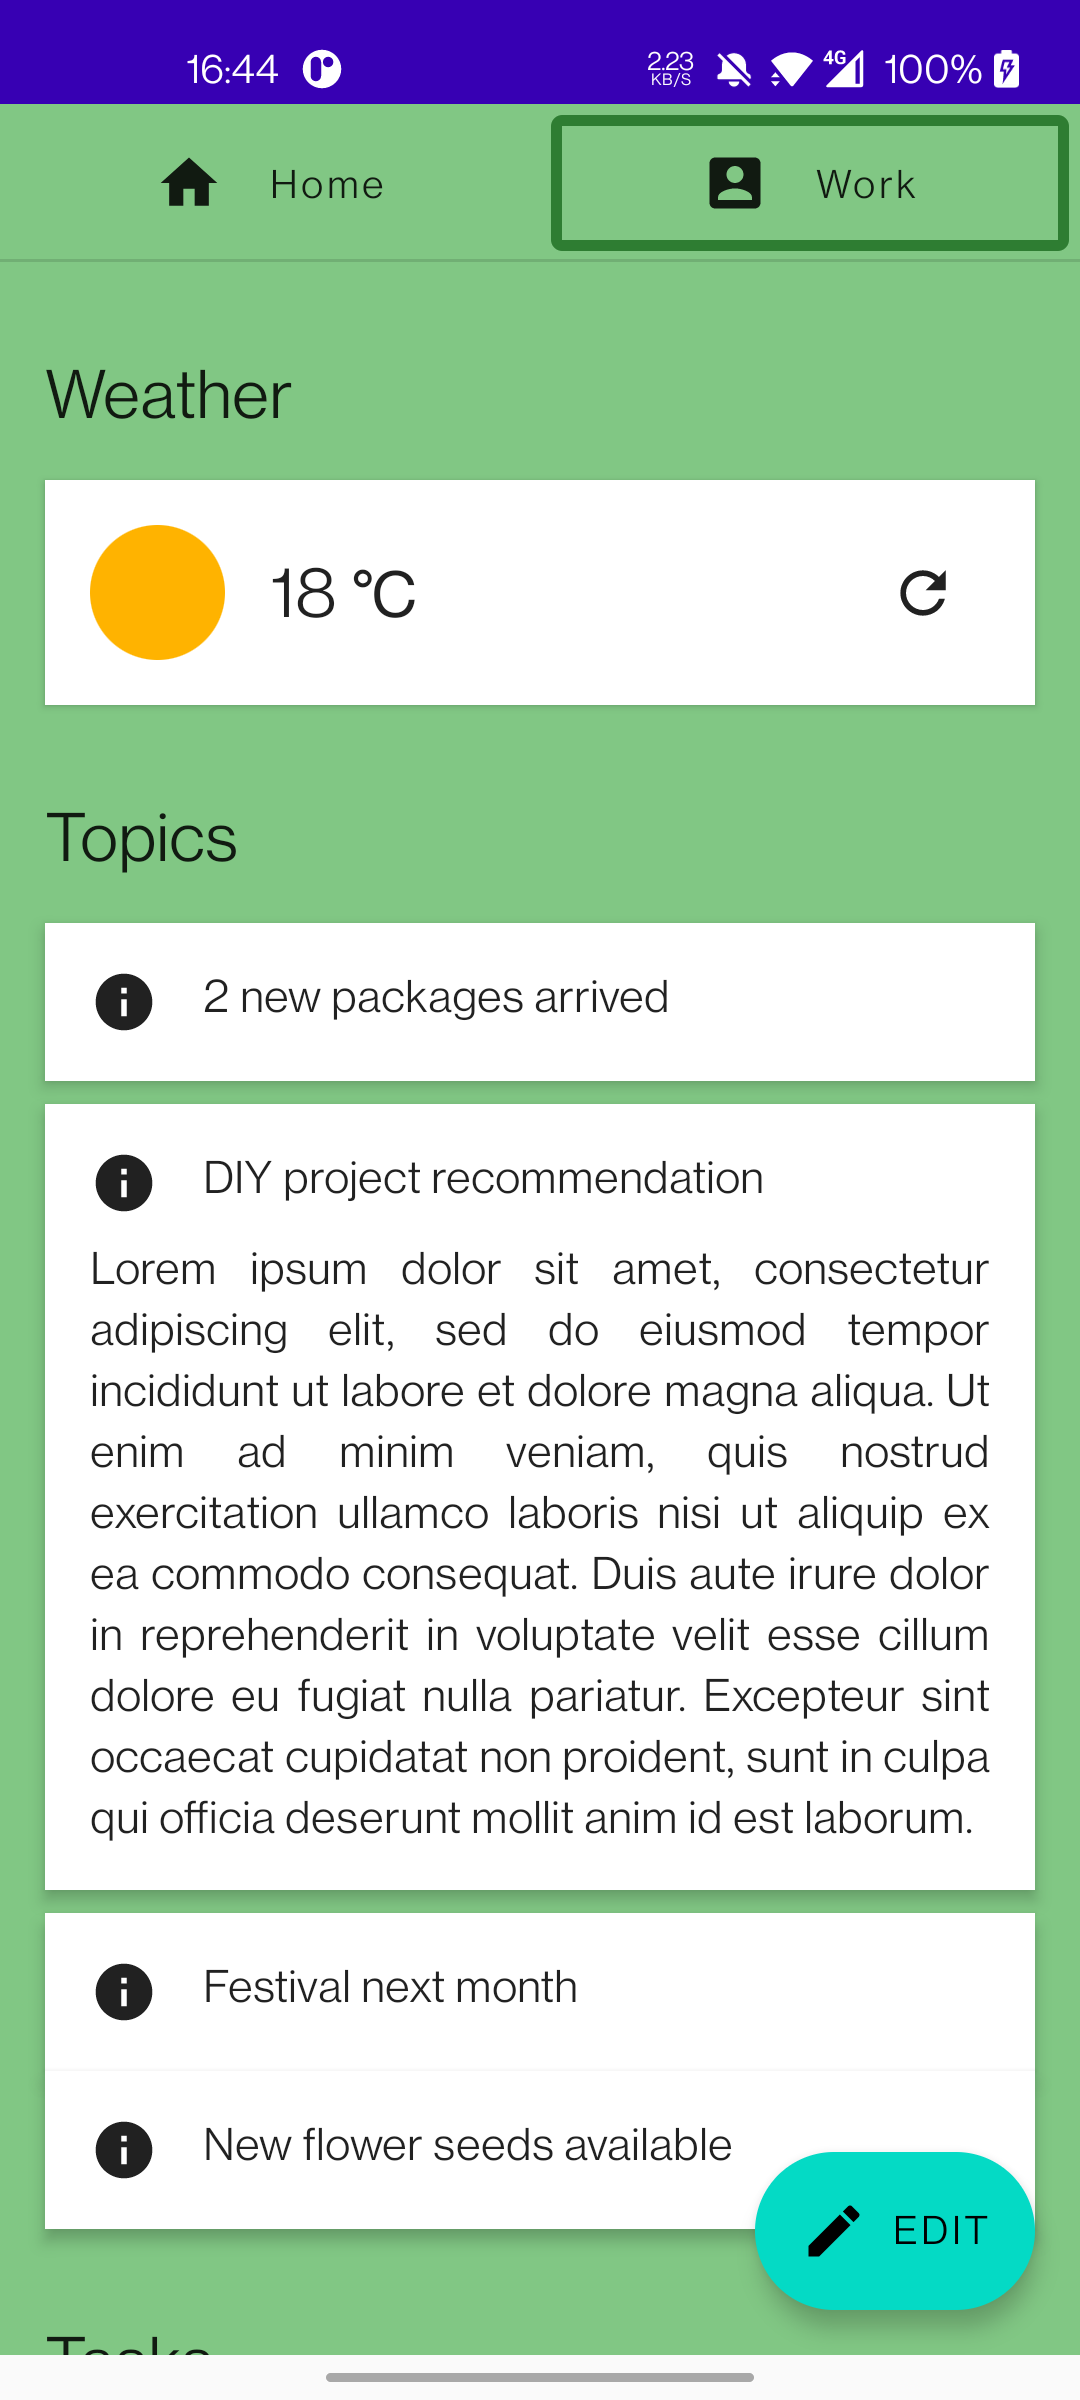 16:44
2.23
KB/S
4G
100%
Home
Work
Weather
18 °C
Topics
2 new packages arrived
DIY project recommendation
Lorem ipsum dolor sit amet, consectetur
adipiscing elit, sed do eiusmod tempor
incididunt ut labore et dolore magna aliqua. Ut
enim ad minim veniam, quis nostrud
exercitation ullamco laboris nisi ut aliquip ex
ea commodo consequat. Duis aute irure dolor
in reprehenderit in voluptate velit esse cillum
dolore eu fugiat nulla pariatur. Excepteur sint
occaecat cupidatat non proident, sunt in culpa
qui officia deserunt mollit anim id est laborum.
Festival next month
New flower seeds available
EDIT
Tasks